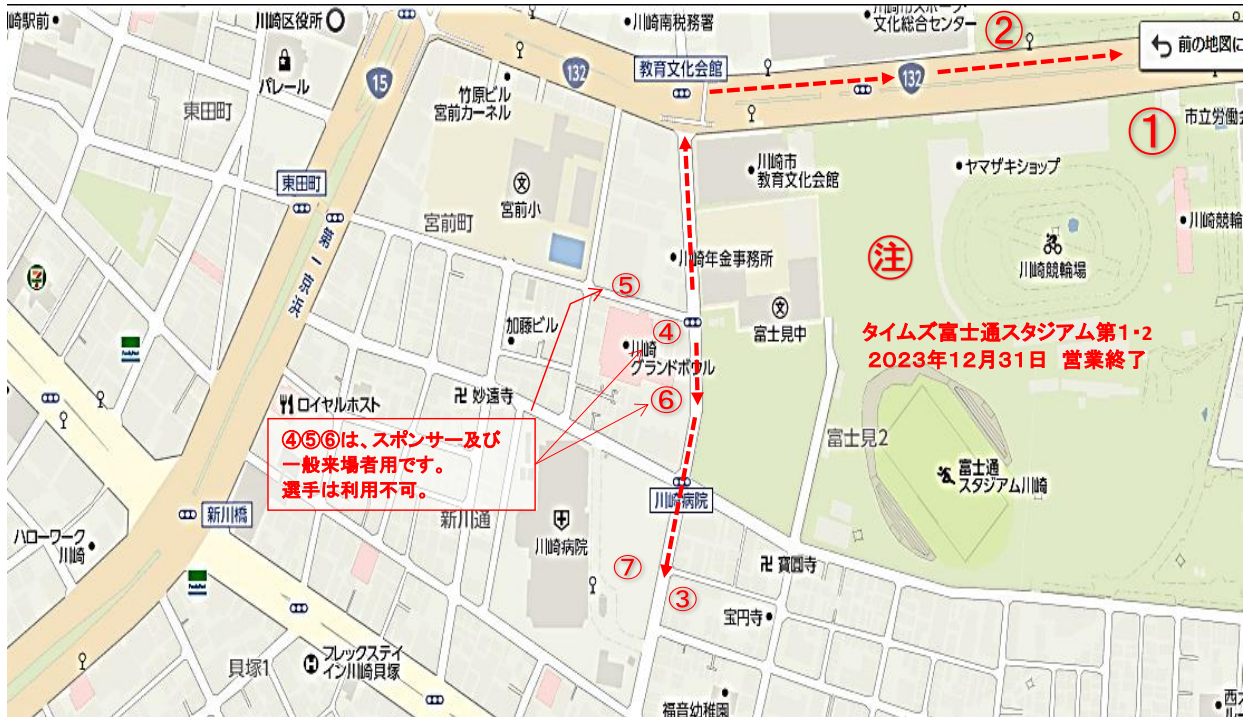 川崎駅前
川崎区役所
パレール
東田町
15
東田町
第一京浜
竹原ビル
宮前カーネル
132
川崎南税務署
教育文化会館
文化総合センター
②
132
前の地図に
①
市立労働会
宮前小
宮前町
川崎市
教育文化会館
ヤマザキショップ
川崎競輪
川崎年金事務所
注
川崎競輪場
⑤
④
加藤ビル
川崎
グランドボウル
富士見中
タイムズ富士通スタジアム第1・2
2023年12月31日 営業終了
FamilyMart
ロイヤルホスト
卍 妙遠寺
⑥
④⑤⑥は、スポンサー及び
一般来場者用です。
選手は利用不可。
富士見2
富士通
スタジアム川崎
川崎病院
新川橋
新川通
川崎病院
ハローワーク
川崎
FamilyPort
⑦
③
卍 寳圓寺
宝円寺
貝塚1
フレックステイ
イン川崎貝塚
福音幼稚園